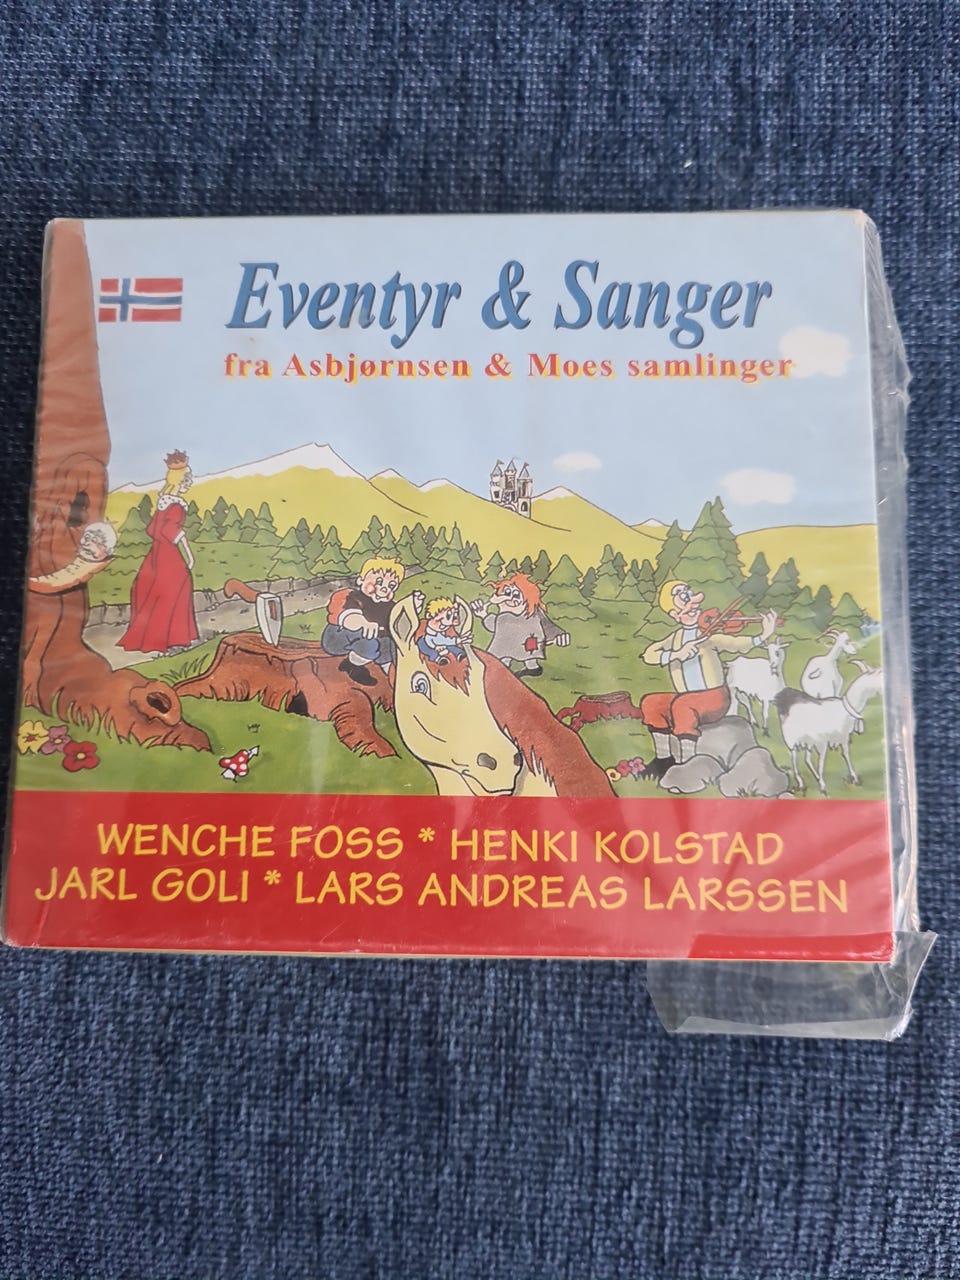 Eventyr & Sanger
fra Asbjørnsen & Moes samlinger
WENCHE FOSS * HENKI KOLSTAD
JARL GOLI * LARS ANDREAS LARSSEN